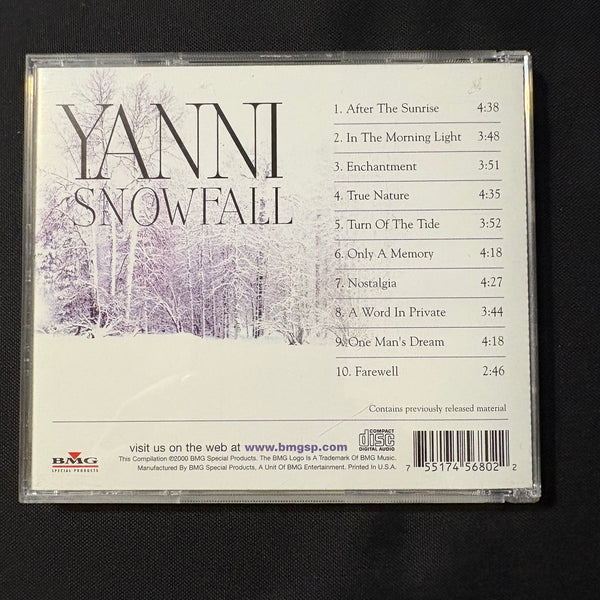 YANNI
SNOWFALL
1. After The Sunrise 4:38
2. In The Morning Light 3:48
3. Enchantment 3:51
4. True Nature 4:35
5. Turn Of The Tide 3:52
6. Only A Memory 4:18
7. Nostalgia 4:27
8. A Word In Private 3:44
9. One Man's Dream 4:18
10. Farewell 2:46
Contains previously released material
BMG
SPECIAL PRODUCTS
visit us on the web at www.bmgsp.com
This Compilation ©2000 BMG Special Products. The BMG Logo Is A Trademark Of BMG Music.
Manufactured By BMG Special Products, A Unit Of BMG Entertainment. Printed In U.S.A.
COMPACT
disc
DIGITAL AUDIO
7 55174 56802 2